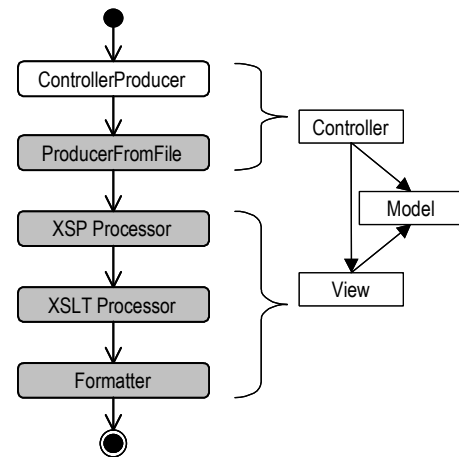 ControllerProducer
ProducerFromFile
XSP Processor
XSLT Processor
Formatter
Controller
Model
View